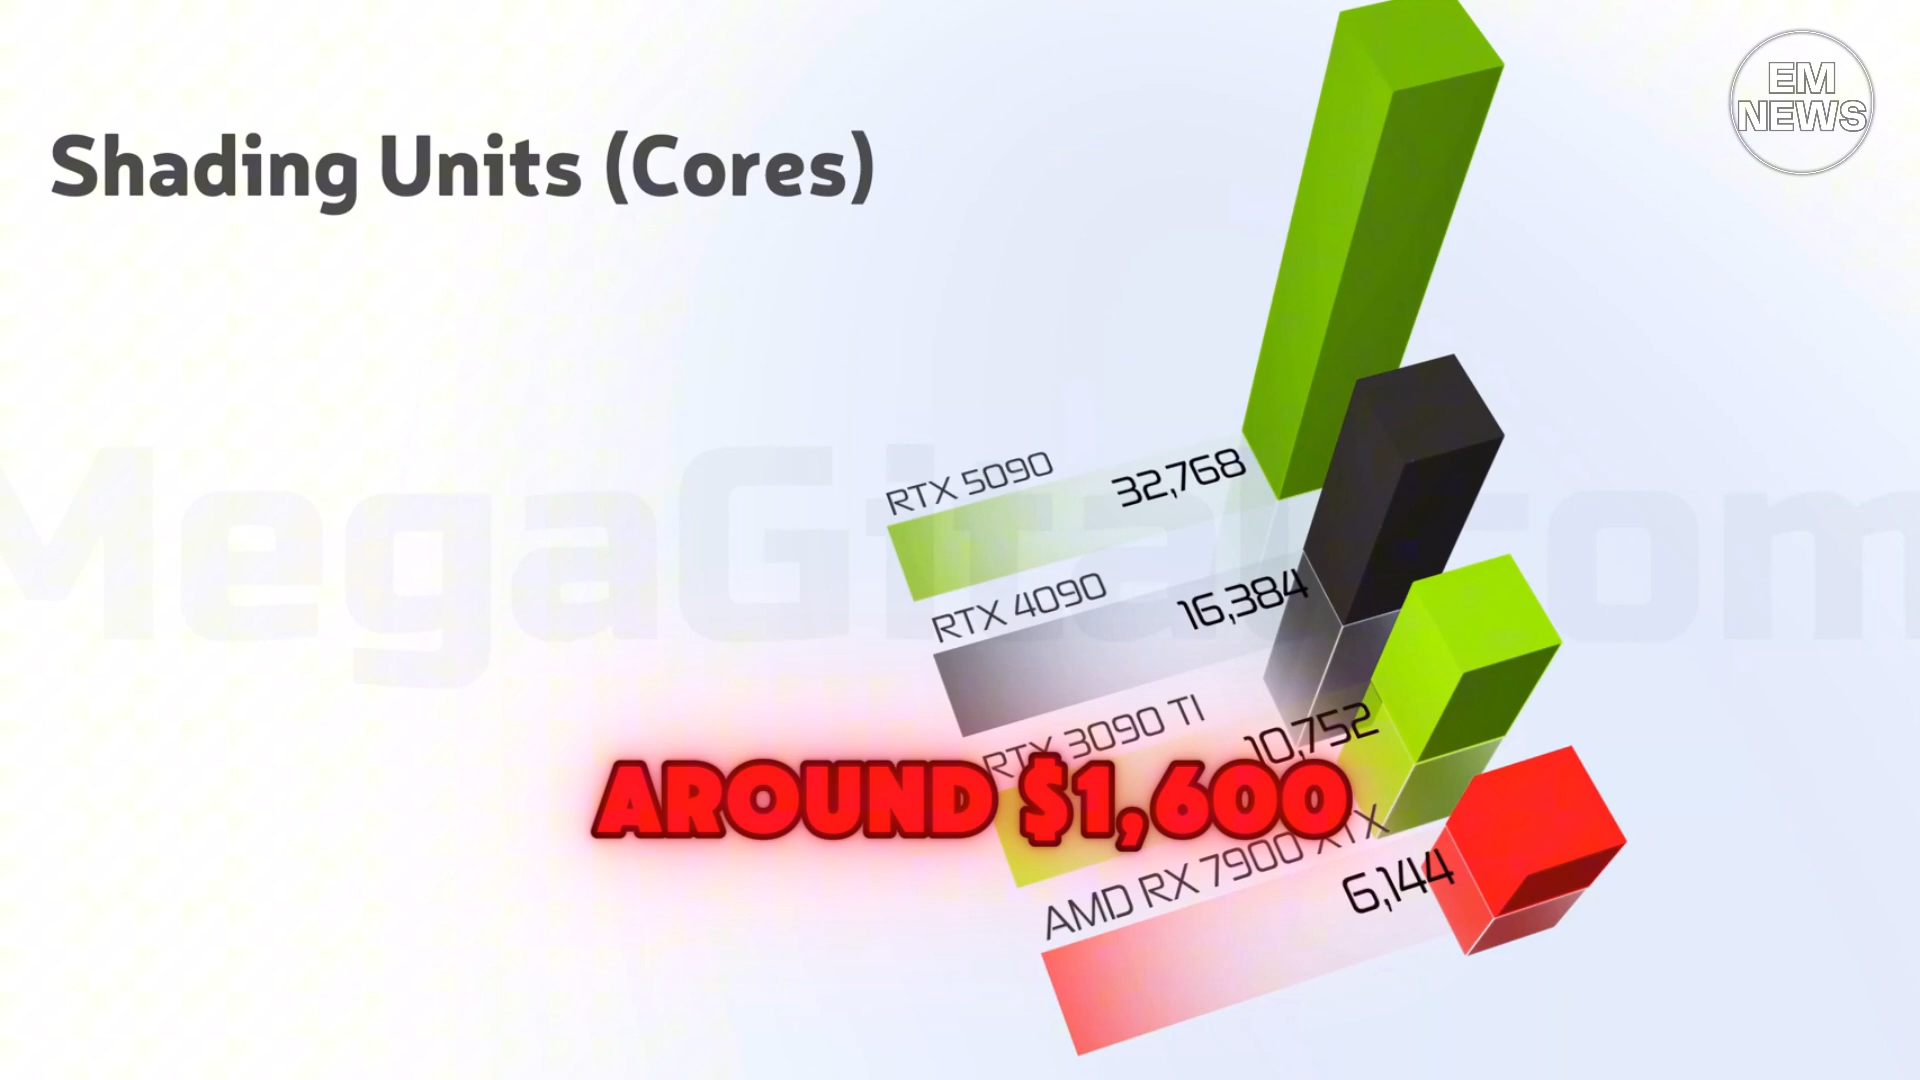 EM
NEWS
Shading Units (Cores)
RTX 5090
32,768
RTX 4090
16,384
RTX 3090 TI
10,752
AROUND $1,600
AMD RX 7900 XTX
6,144